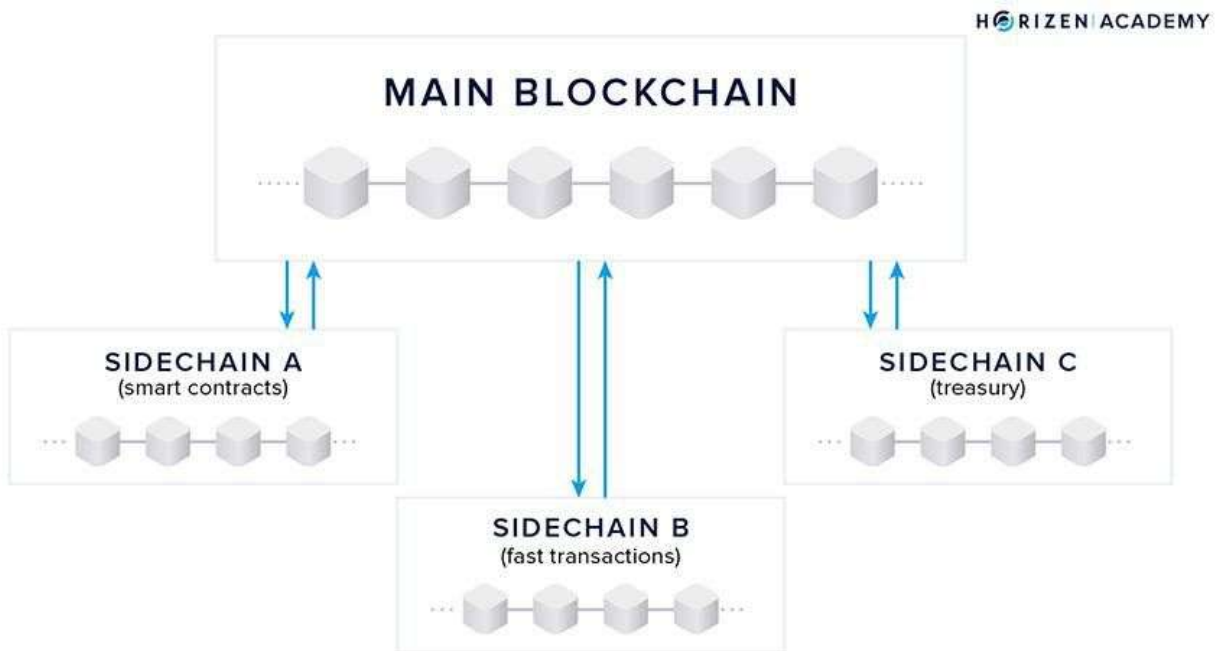 HORIZEN | ACADEMY
MAIN BLOCKCHAIN
SIDECHAIN A
(smart contracts)
SIDECHAIN C
(treasury)
SIDECHAIN B
(fast transactions)